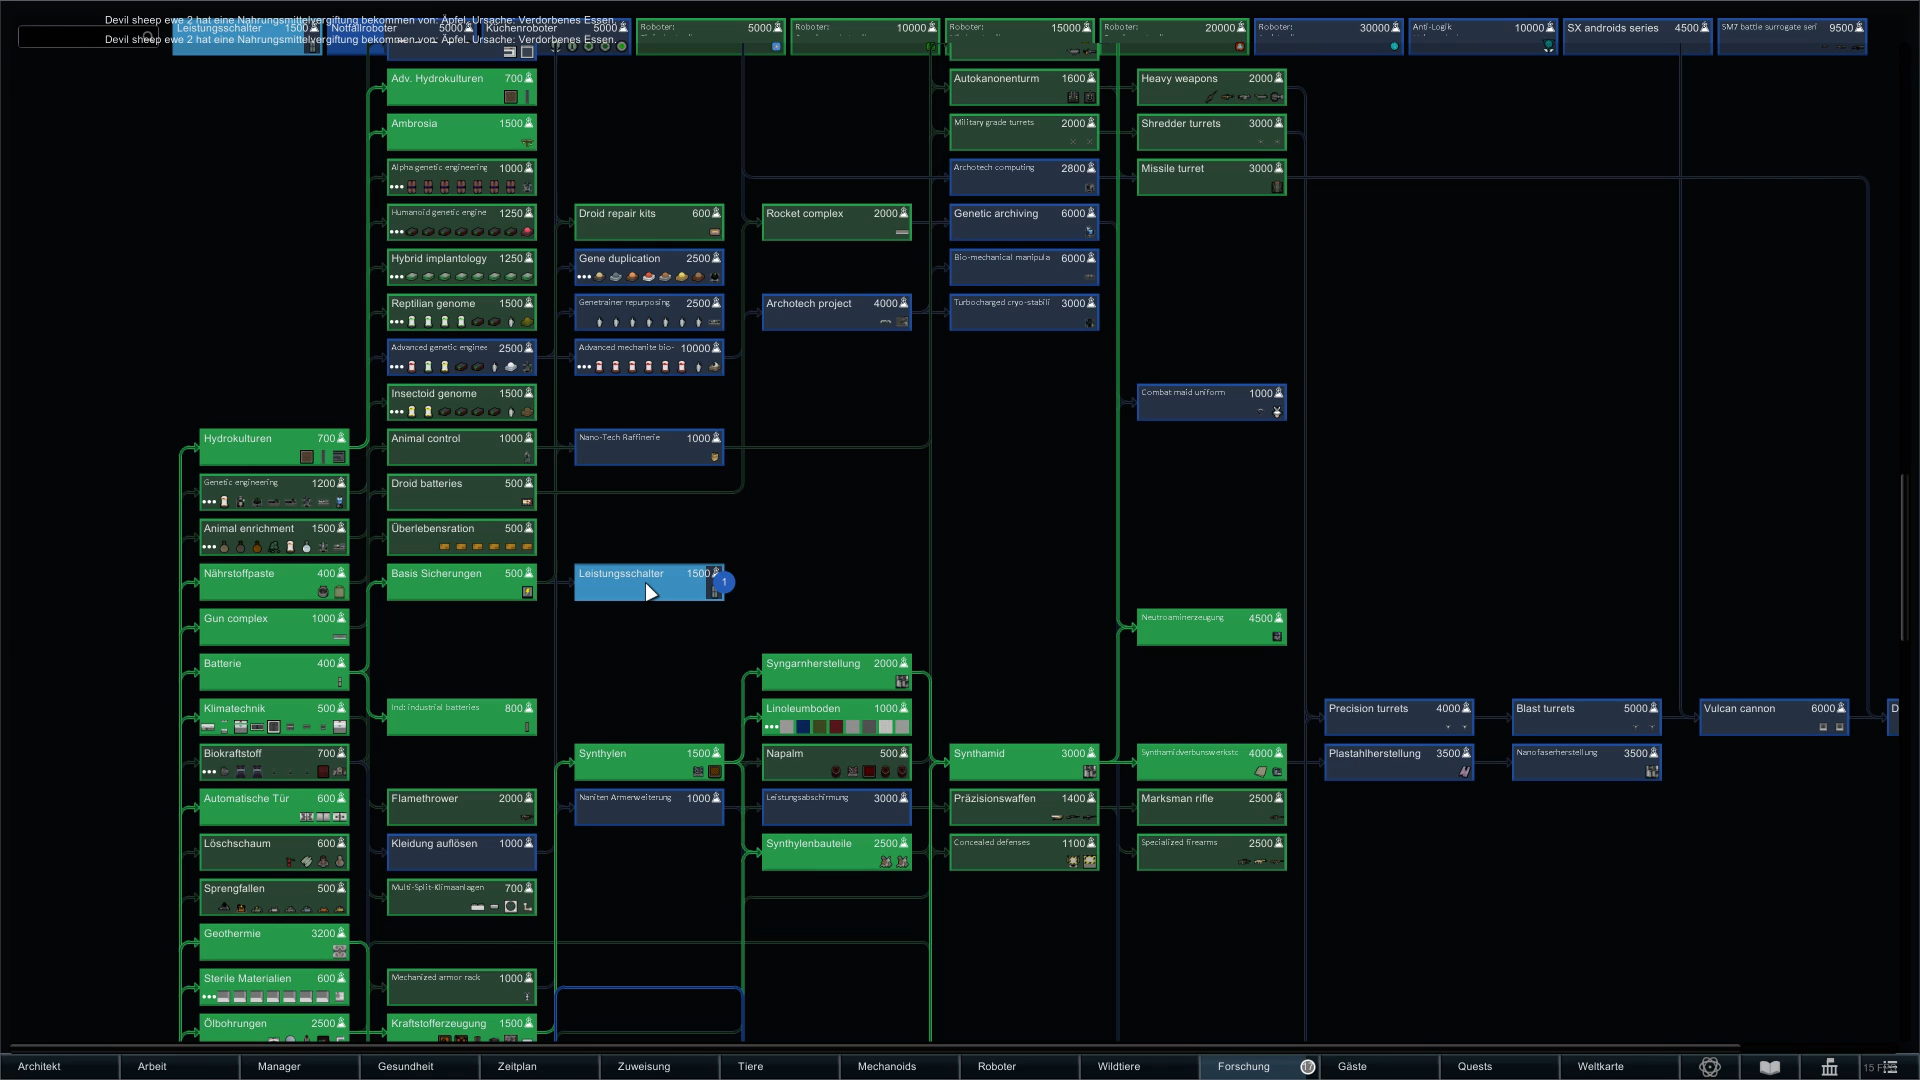 Devil sheep ewe 2 hat eine Nahrungsmittelvergiftung bekommen von: Äpfel. Ursache: Verdorbenes Essen.
Devil sheep ewe 2 hat eine Nahrungsmittelvergiftung bekommen von: Äpfel. Ursache: Verdorbenes Essen.
Leistungsschalter 1500
Notfallroboter 5000
Küchenroboter 5000
Roboter: 5000
Roboter: 10000
Roboter: 15000
Roboter: 20000
Roboter: 30000
Anti-Logik 10000
SX androids series 4500
SM7 battle surrogate seri 9500
Adv. Hydrokulturen 700
Autokanonenturm 1600
Heavy weapons 2000
Ambrosia 1500
Military grade turrets 2000
Shredder turrets 3000
Alpha genetic engineering 1000
Archotech computing 2800
Missile turret 3000
Humanoid genetic engine 1250
Droid repair kits 600
Rocket complex 2000
Genetic archiving 6000
Hybrid implantology 1250
Gene duplication 2500
Bio-mechanical manipula 6000
Reptilian genome 1500
Genetrainer repurposing 2500
Archotech project 4000
Turbocharged cryo-stabili 3000
Advanced genetic enginee 2500
Advanced mechanite bio- 10000
Insectoid genome 1500
Combat maid uniform 1000
Hydrokulturen 700
Animal control 1000
Nano-Tech Raffinerie 1000
Genetic engineering 1200
Droid batteries 500
Animal enrichment 1500
Überlebensration 500
Nährstoffpaste 400
Basis Sicherungen 500
Leistungsschalter 1500
1
Gun complex 1000
Neutroaminerzeugung 4500
Batterie 400
Syngarnherstellung 2000
Klimatechnik 500
Ind: industrial batteries 800
Linoleumboden 1000
Precision turrets 4000
Blast turrets 5000
Vulcan cannon 6000
D
Biokraftstoff 700
Synthylen 1500
Napalm 500
Synthamid 3000
Synthamidverbunswerkstc 4000
Plastahlherstellung 3500
Nanofaserherstellung 3500
Automatische Tür 600
Flamethrower 2000
Naniten Armerweiterung 1000
Leistungsabschirmung 3000
Präzisionswaffen 1400
Marksman rifle 2500
Löschschaum 600
Kleidung auflösen 1000
Synthylenbauteile 2500
Concealed defenses 1100
Specialized firearms 2500
Sprengfallen 500
Multi-Split-Klimaanlagen 700
Geothermie 3200
Sterile Materialien 600
Mechanized armor rack 1000
Ölbohrungen 2500
Kraftstofferzeugung 1500
Architekt
Arbeit
Manager
Gesundheit
Zeitplan
Zuweisung
Tiere
Mechanoids
Roboter
Wildtiere
Forschung
17
Gäste
Quests
Weltkarte